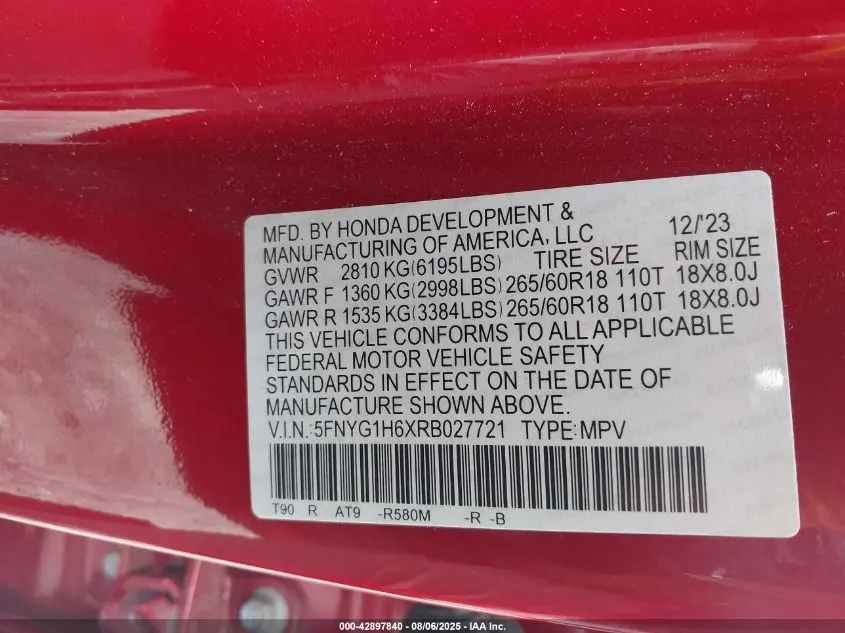 MFD. BY HONDA DEVELOPMENT &
MANUFACTURING OF AMERICA, LLC 12/'23
GVWR 2810 KG(6195LBS) TIRE SIZE RIM SIZE
GAWR F 1360 KG(2998LBS) 265/60R18 110T 18X8.0J
GAWR R 1535 KG(3384LBS) 265/60R18 110T 18X8.0J
THIS VEHICLE CONFORMS TO ALL APPLICABLE
FEDERAL MOTOR VEHICLE SAFETY
STANDARDS IN EFFECT ON THE DATE OF
MANUFACTURE SHOWN ABOVE.
V.I.N.:5FNYG1H6XRB027721 TYPE:MPV
T90 R AT9 -R580M -R -B
000-42897840 - 08/06/2025 - IAA Inc.